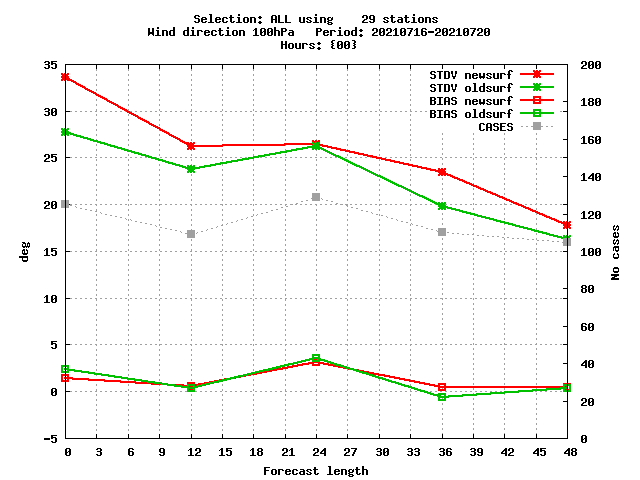 Selection: ALL using    29 stations
Wind direction 100hPa   Period: 20210716-20210720
Hours: {00}
STDV newsurf
STDV oldsurf
BIAS newsurf
BIAS oldsurf
CASES
35
30
25
20
15
10
5
0
-5
deg
200
180
160
140
120
100
80
60
40
20
0
No cases
0 3 6 9 12 15 18 21 24 27 30 33 36 39 42 45 48
Forecast length